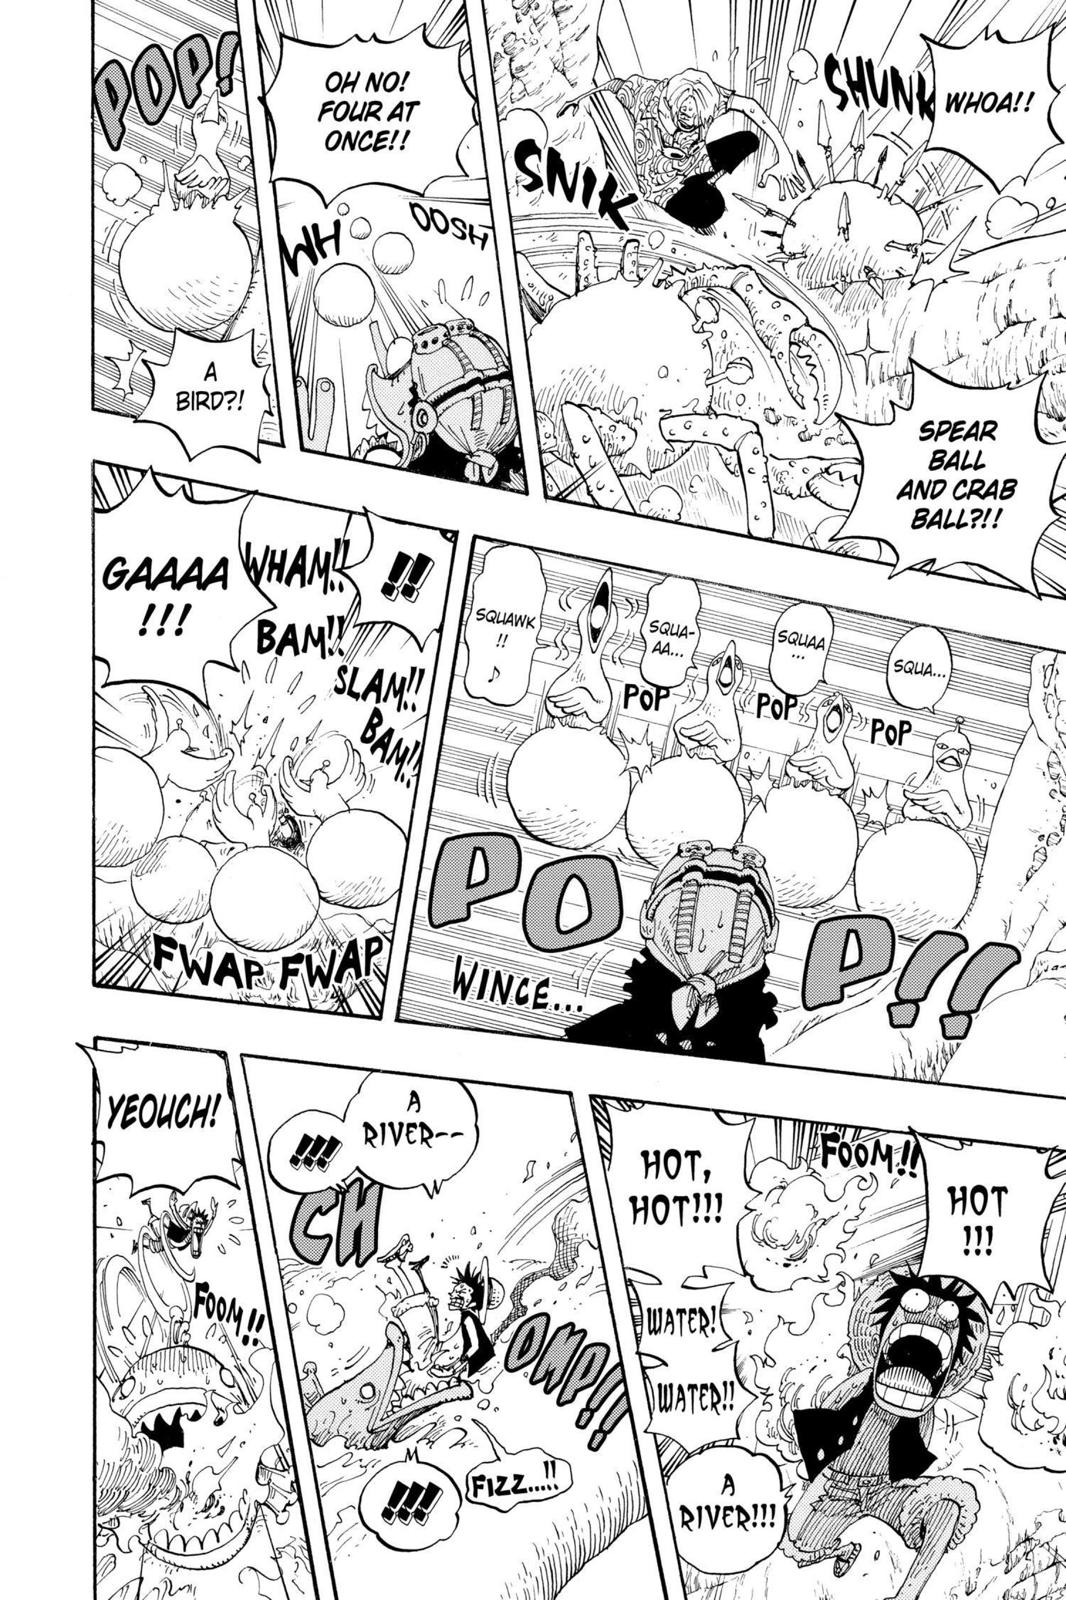 WHOA!!
SHUNK
SNIK
SPEAR
BALL
AND CRAB
BALL?!!
OH NO!
FOUR AT
ONCE!!
WH
OOSH
POP!
A
BIRD?!
SQUA...
POP
SQUAA
...
POP
SQUA-
AA...
POP
SQUAWK
!! ♪
POP!!
WINCE...
!!
WHAM!!
BAM!!
SLAM!!
BAM!!
GAAAA
!!!
FWAP FWAP
HOT
!!!
FOOM!!
HOT,
HOT!!!
WATER!
WATER!!
A
RIVER!!!
A
RIVER--
!!!
CH
OMP!!
FIZZ...!!
!!!
YEOUCH!
FOOM!!